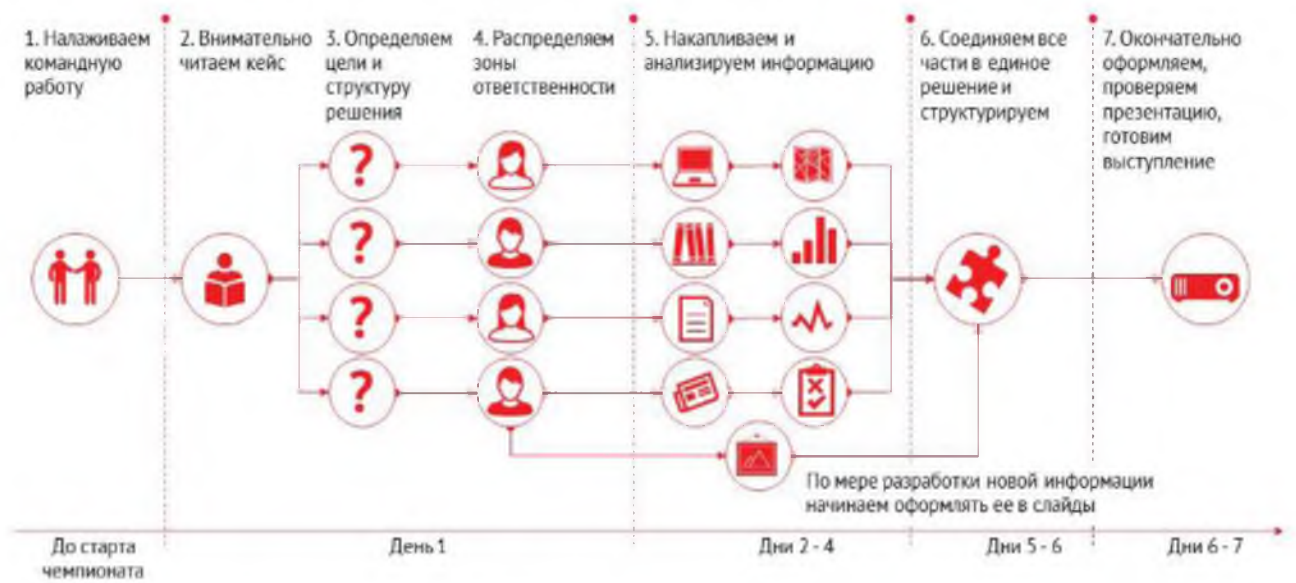 1. Налаживаем
командную
работу
2. Внимательно
читаем кейс
3. Определяем
цели и
структуру
решения
4. Распределяем
зоны
ответственности
5. Накапливаем и
анализируем информацию
6. Соединяем все
части в единое
решение и
структурируем
7. Окончательно
оформляем,
проверяем
презентацию,
готовим
выступление
?
?
?
?
По мере разработки новой информации
начинаем оформлять ее в слайды
До старта
чемпионата
День 1
Дни 2 - 4
Дни 5 - 6
Дни 6 - 7